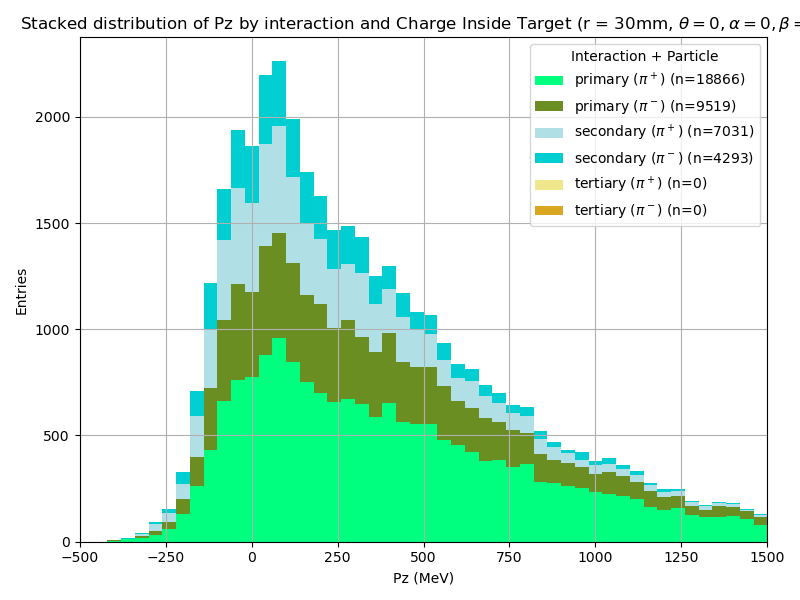 Stacked distribution of Pz by interaction and Charge Inside Target (r = 30mm, θ = 0, α = 0, β =
Interaction + Particle
primary (π⁺) (n=18866)
primary (π⁻) (n=9519)
secondary (π⁺) (n=7031)
secondary (π⁻) (n=4293)
tertiary (π⁺) (n=0)
tertiary (π⁻) (n=0)
Entries
2000
1500
1000
500
0
−500 −250 0 250 500 750 1000 1250 1500
Pz (MeV)